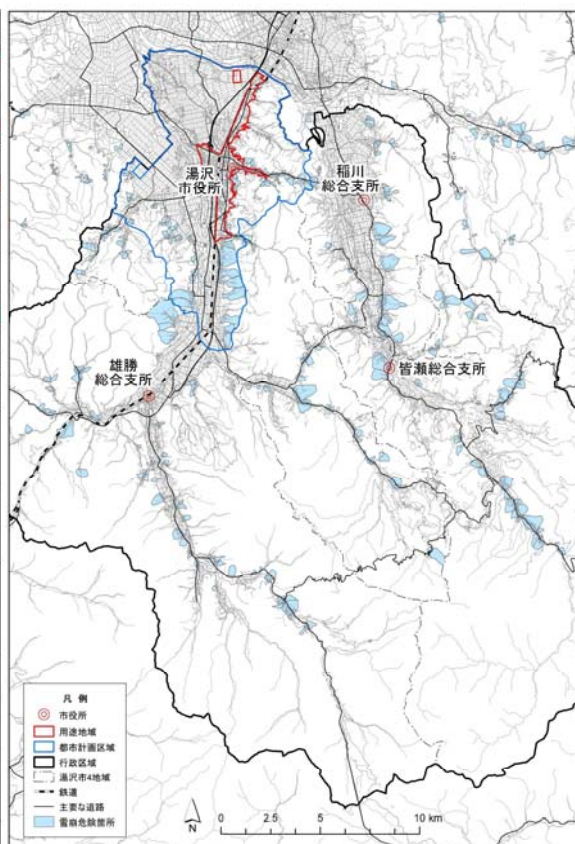 湯沢
市役所
稲川
総合支所
雄勝
総合支所
皆瀬総合支所
凡 例
市役所
用途地域
都市計画区域
行政区域
湯沢市4地域
鉄道
主要な道路
雪崩危険箇所
N
0 2.5 5 10 km